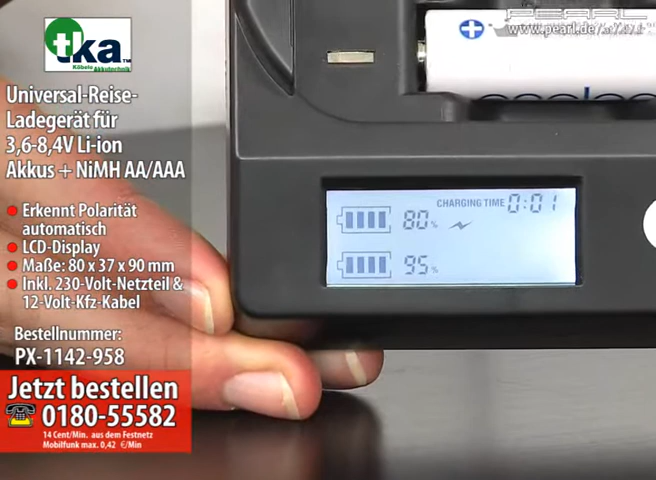 tka™
Köbele Akkutechnik
Universal-Reise-
Ladegerät für
3,6-8,4V Li-ion
Akkus + NiMH AA/AAA
Erkennt Polarität
automatisch
LCD-Display
Maße: 80 x 37 x 90 mm
Inkl. 230-Volt-Netzteil &
12-Volt-Kfz-Kabel
Bestellnummer:
PX-1142-958
Jetzt bestellen
0180-55582
14 Cent/Min. aus dem Festnetz
Mobilfunk max. 0,42 €/Min
PEARL
www.pearl.de
CHARGING TIME 0:01
80%
95%